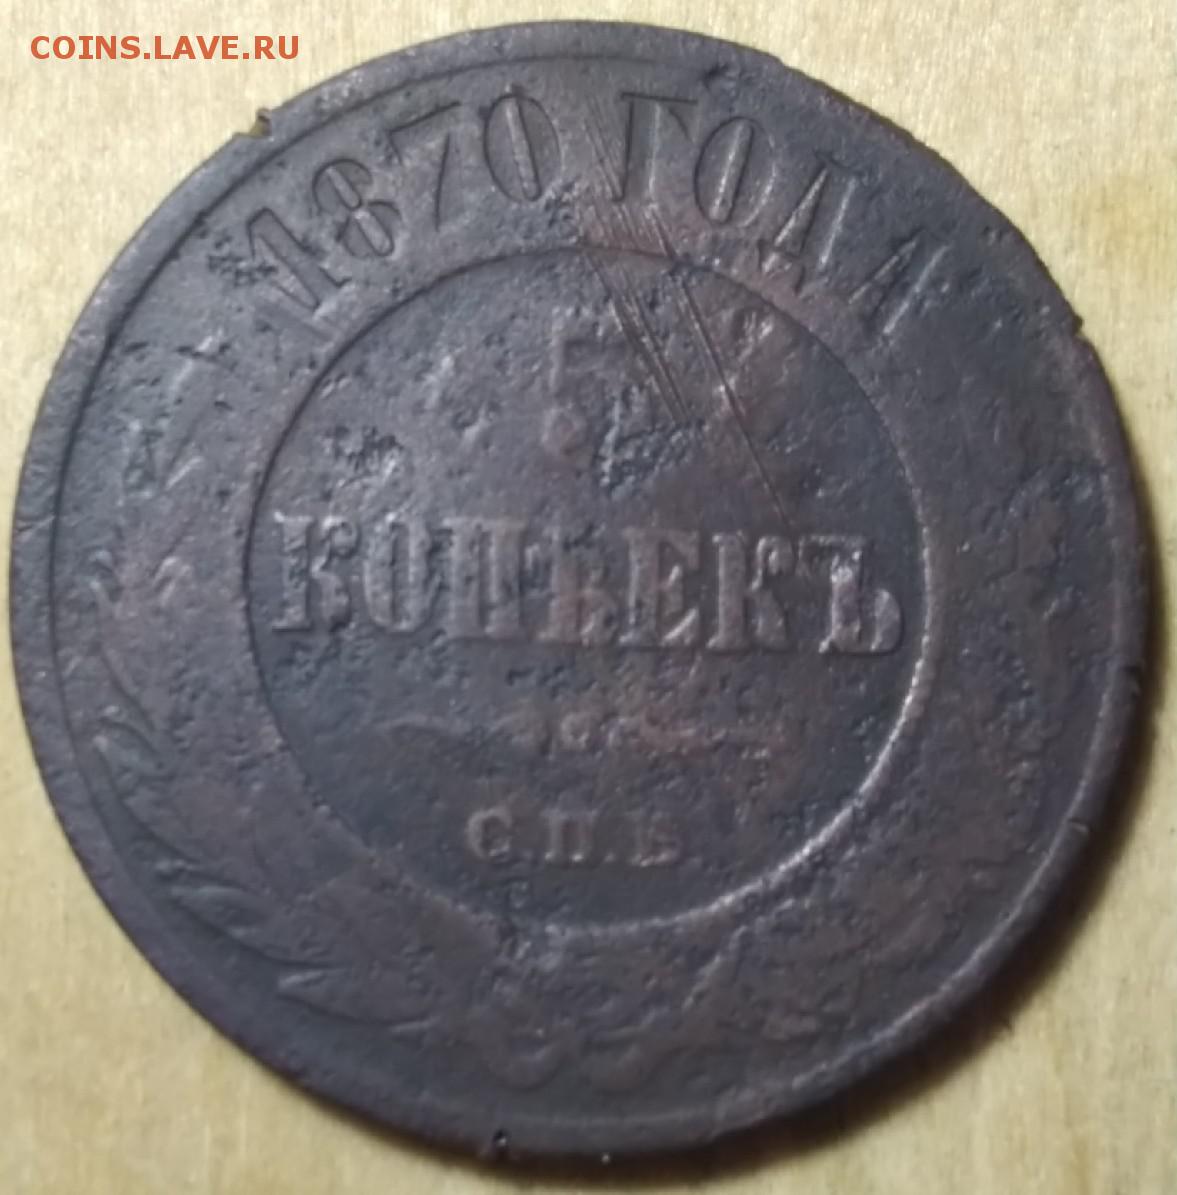 COINS.LAVE.RU
1870 ГОДА
5
КОПѢЕКЪ
С.П.Б.